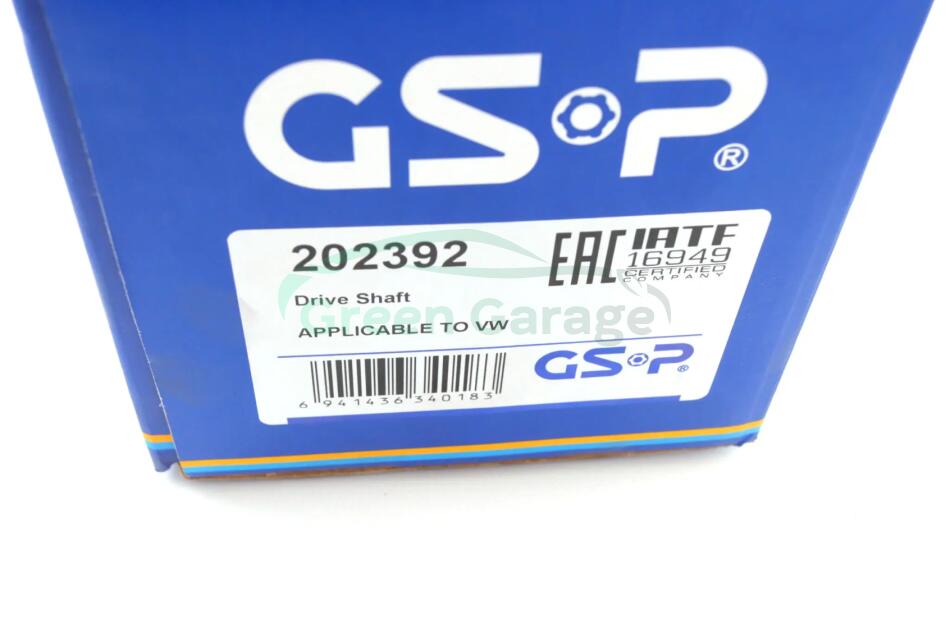 GSP®
202392
Drive Shaft
APPLICABLE TO VW
EAC
IATF
16949
CERTIFIED
COMPANY
Green Garage
6 941436 340183
GSP®